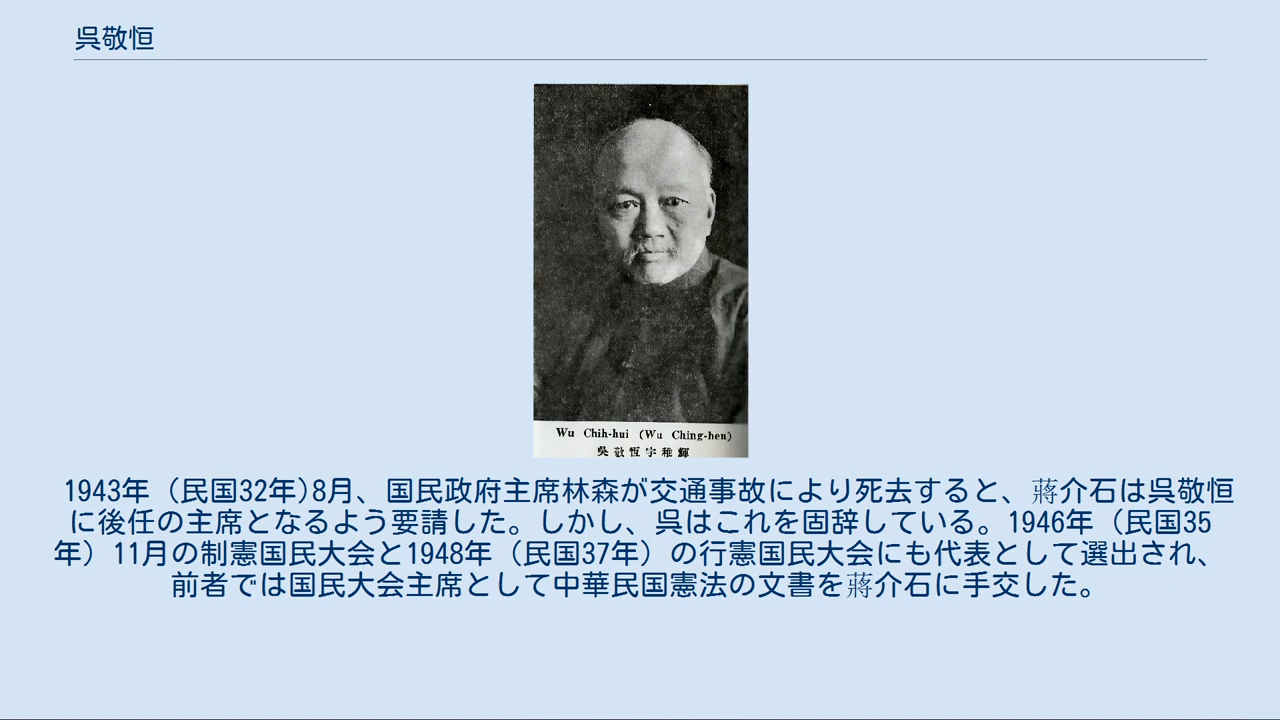 呉敬恒
Wu Chih-hui (Wu Ching-hen)
吳敬恆字稚輝
1943年（民国32年)8月、国民政府主席林森が交通事故により死去すると、蔣介石は呉敬恒
に後任の主席となるよう要請した。しかし、呉はこれを固辞している。1946年（民国35
年）11月の制憲国民大会と1948年（民国37年）の行憲国民大会にも代表として選出され、
前者では国民大会主席として中華民国憲法の文書を蔣介石に手交した。